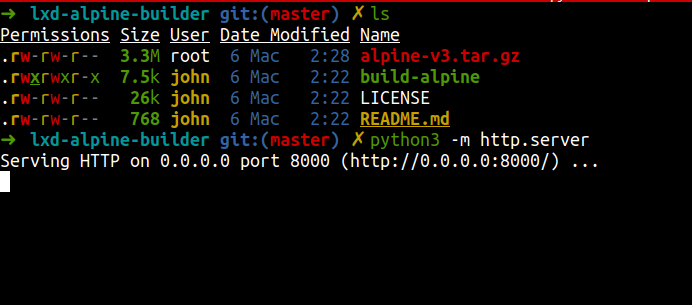 ➜ lxd-alpine-builder git:(master) ✗ ls
Permissions Size User Date Modified Name
.rw-rw-r-- 3.3M root 6 Mac 2:28 alpine-v3.tar.gz
.rwxrwxr-x 7.5k john 6 Mac 2:22 build-alpine
.rw-rw-r-- 26k john 6 Mac 2:22 LICENSE
.rw-rw-r-- 768 john 6 Mac 2:22 README.md
➜ lxd-alpine-builder git:(master) ✗ python3 -m http.server
Serving HTTP on 0.0.0.0 port 8000 (http://0.0.0.0:8000/) ...